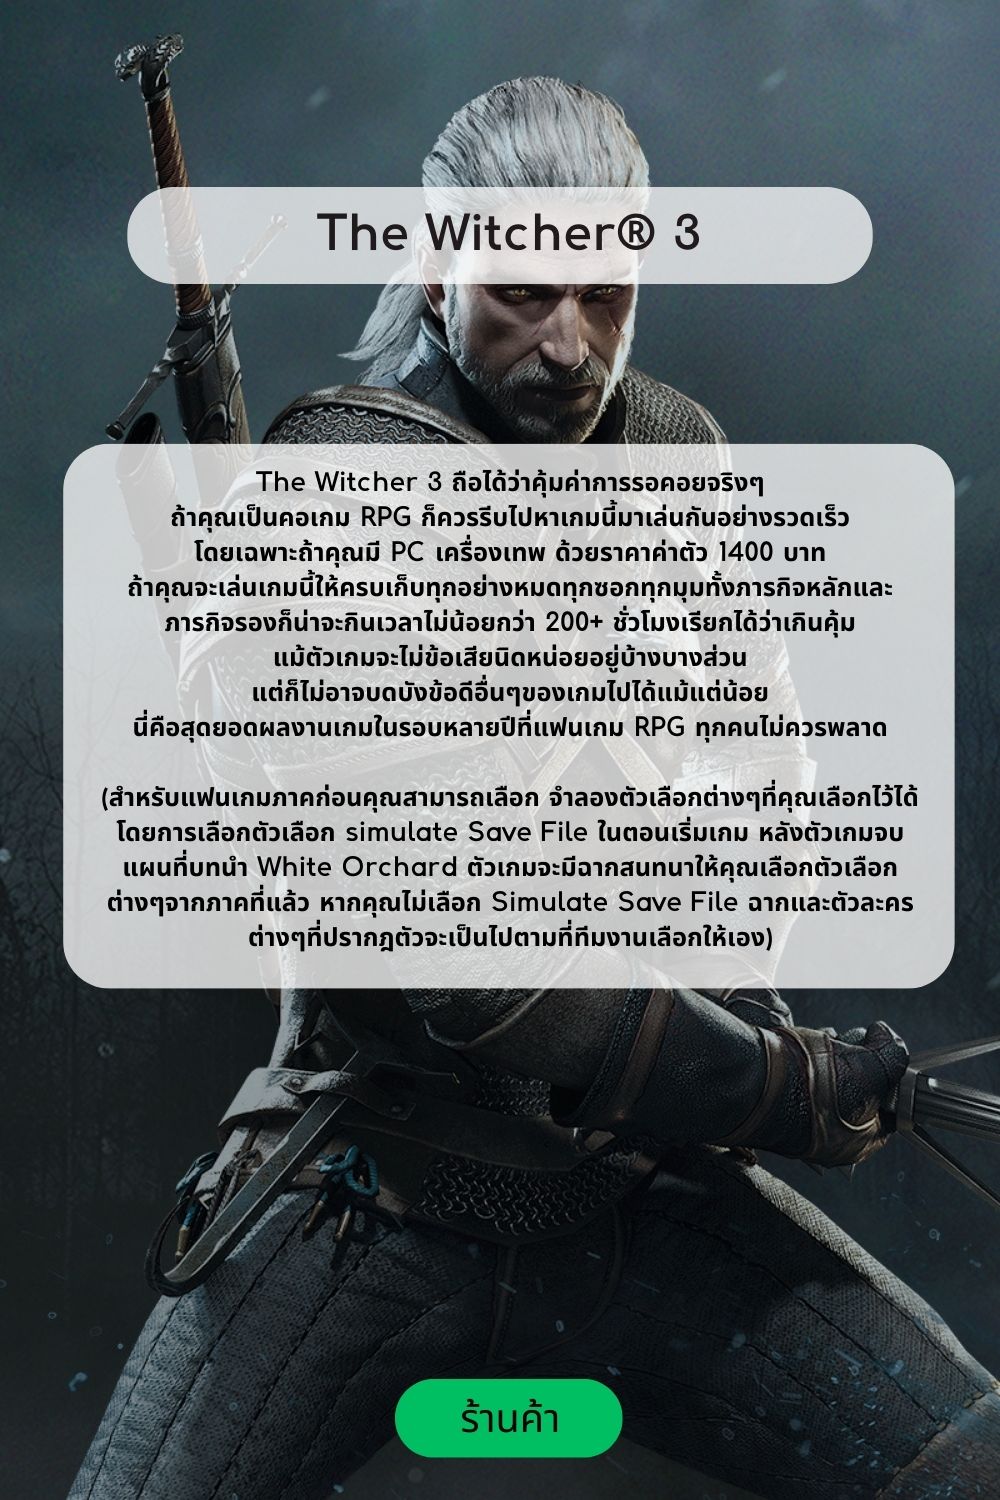 The Witcher® 3
The Witcher 3 ถือได้ว่าคุ้มค่าการรอคอยจริงๆ
ถ้าคุณเป็นคอเกม RPG ก็ควรรีบไปหาเกมนี้มาเล่นกันอย่างรวดเร็ว
โดยเฉพาะถ้าคุณมี PC เครื่องเทพ ด้วยราคาค่าตัว 1400 บาท
ถ้าคุณจะเล่นเกมนี้ให้ครบเก็บทุกอย่างหมดทุกซอกทุกมุมทั้งภารกิจหลักและ
ภารกิจรองก็น่าจะกินเวลาไม่น้อยกว่า 200+ ชั่วโมงเรียกได้ว่าเกินคุ้ม
แม้ตัวเกมจะไม่ข้อเสียนิดหน่อยอยู่บ้างบางส่วน
แต่ก็ไม่อาจบดบังข้อดีอื่นๆของเกมไปได้แม้แต่น้อย
นี่คือสุดยอดผลงานเกมในรอบหลายปีที่แฟนเกม RPG ทุกคนไม่ควรพลาด
(สำหรับแฟนเกมภาคก่อนคุณสามารถเลือก จำลองตัวเลือกต่างๆที่คุณเลือกไว้ได้
โดยการเลือกตัวเลือก simulate Save File ในตอนเริ่มเกม หลังตัวเกมจบ
แผนที่บทนำ White Orchard ตัวเกมจะมีฉากสนทนาให้คุณเลือกตัวเลือก
ต่างๆจากภาคที่แล้ว หากคุณไม่เลือก Simulate Save File ฉากและตัวละคร
ต่างๆที่ปรากฎตัวจะเป็นไปตามที่ทีมงานเลือกให้เอง)
ร้านค้า